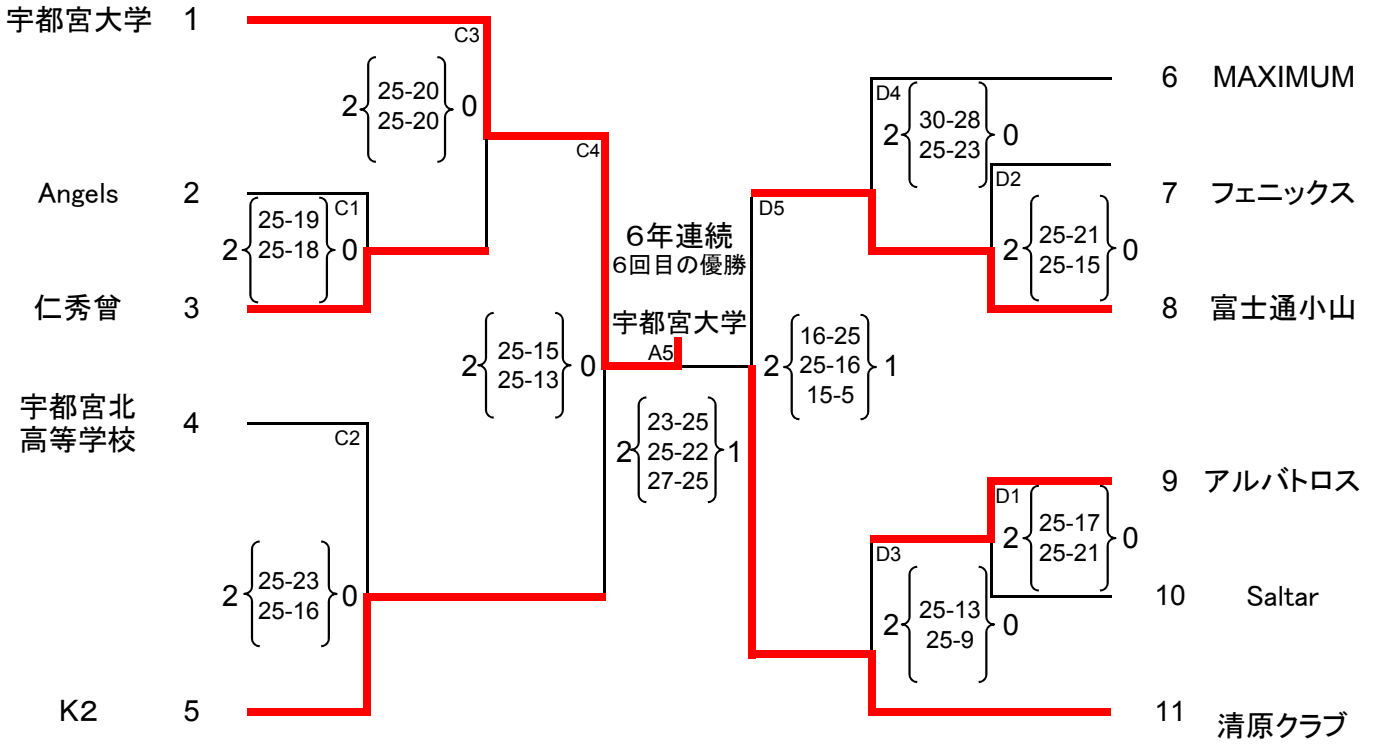 宇都宮大学 1
C3
2 25-20 0
25-20
Angels 2
C1
2 25-19 0
25-18
仁秀曾 3
C4
2 25-15 0
25-13
宇都宮北 4
高等学校
C2
2 25-23 0
25-16
K2 5
6年連続
6回目の優勝
宇都宮大学
A5
2 23-25 1
25-22
27-25
6 MAXIMUM
D4
2 30-28 0
25-23
D2
7 フェニックス
2 25-21 0
25-15
8 富士通小山
D5
2 16-25 1
25-16
15-5
9 アルバトロス
D1
2 25-17 0
25-21
10 Saltar
D3
2 25-13 0
25-9
11 清原クラブ